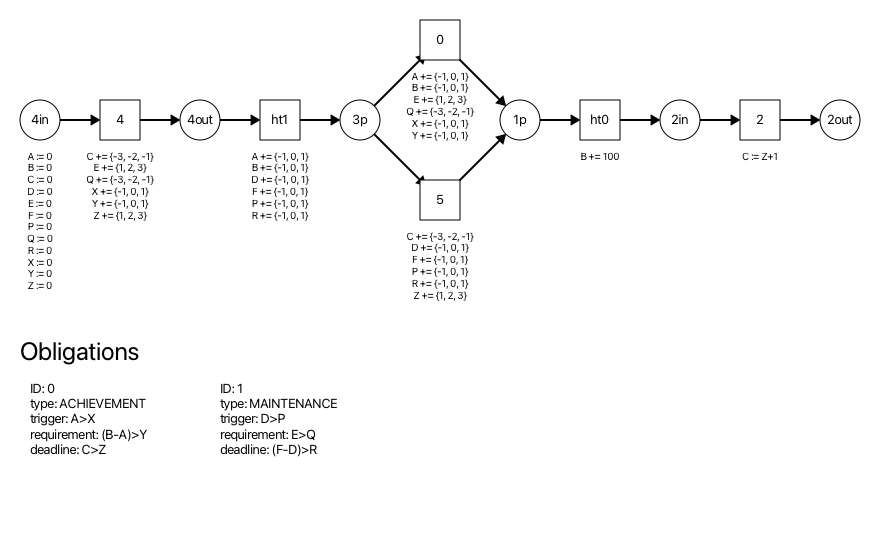 0
A += {-1, 0, 1}
B += {-1, 0, 1}
E += {1, 2, 3}
Q += {-3, -2, -1}
X += {-1, 0, 1}
Y += {-1, 0, 1}
4in
4
4out
ht1
3p
1p
ht0
2in
2
2out
A := 0
B := 0
C := 0
D := 0
E := 0
F := 0
P := 0
Q := 0
R := 0
X := 0
Y := 0
Z := 0
C += {-3, -2, -1}
E += {1, 2, 3}
Q += {-3, -2, -1}
X += {-1, 0, 1}
Y += {-1, 0, 1}
Z += {1, 2, 3}
A += {-1, 0, 1}
B += {-1, 0, 1}
D += {-1, 0, 1}
F += {-1, 0, 1}
P += {-1, 0, 1}
R += {-1, 0, 1}
B += 100
C := Z+1
5
C += {-3, -2, -1}
D += {-1, 0, 1}
F += {-1, 0, 1}
P += {-1, 0, 1}
R += {-1, 0, 1}
Z += {1, 2, 3}
Obligations
ID: 0
type: ACHIEVEMENT
trigger: A>X
requirement: (B-A)>Y
deadline: C>Z
ID: 1
type: MAINTENANCE
trigger: D>P
requirement: E>Q
deadline: (F-D)>R